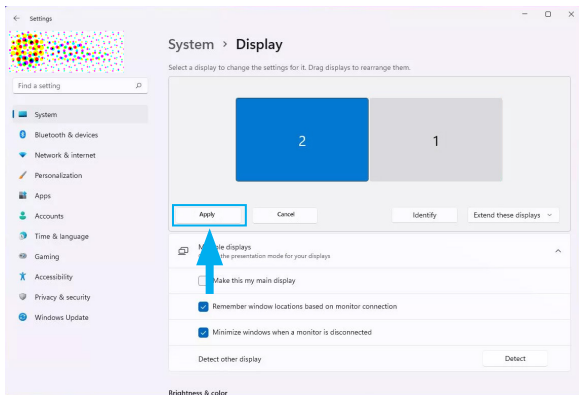 Settings
System > Display
Select a display to change the settings for it. Drag displays to rearrange them.
Find a setting
System
Bluetooth & devices
Network & internet
Personalization
Apps
Accounts
Time & language
Gaming
Accessibility
Privacy & security
Windows Update
2
1
Apply
Cancel
Identify
Extend these displays
displays
the presentation mode for your displays
Make this my main display
Remember window locations based on monitor connection
Minimize windows when a monitor is disconnected
Detect other display
Detect
Brightness & color